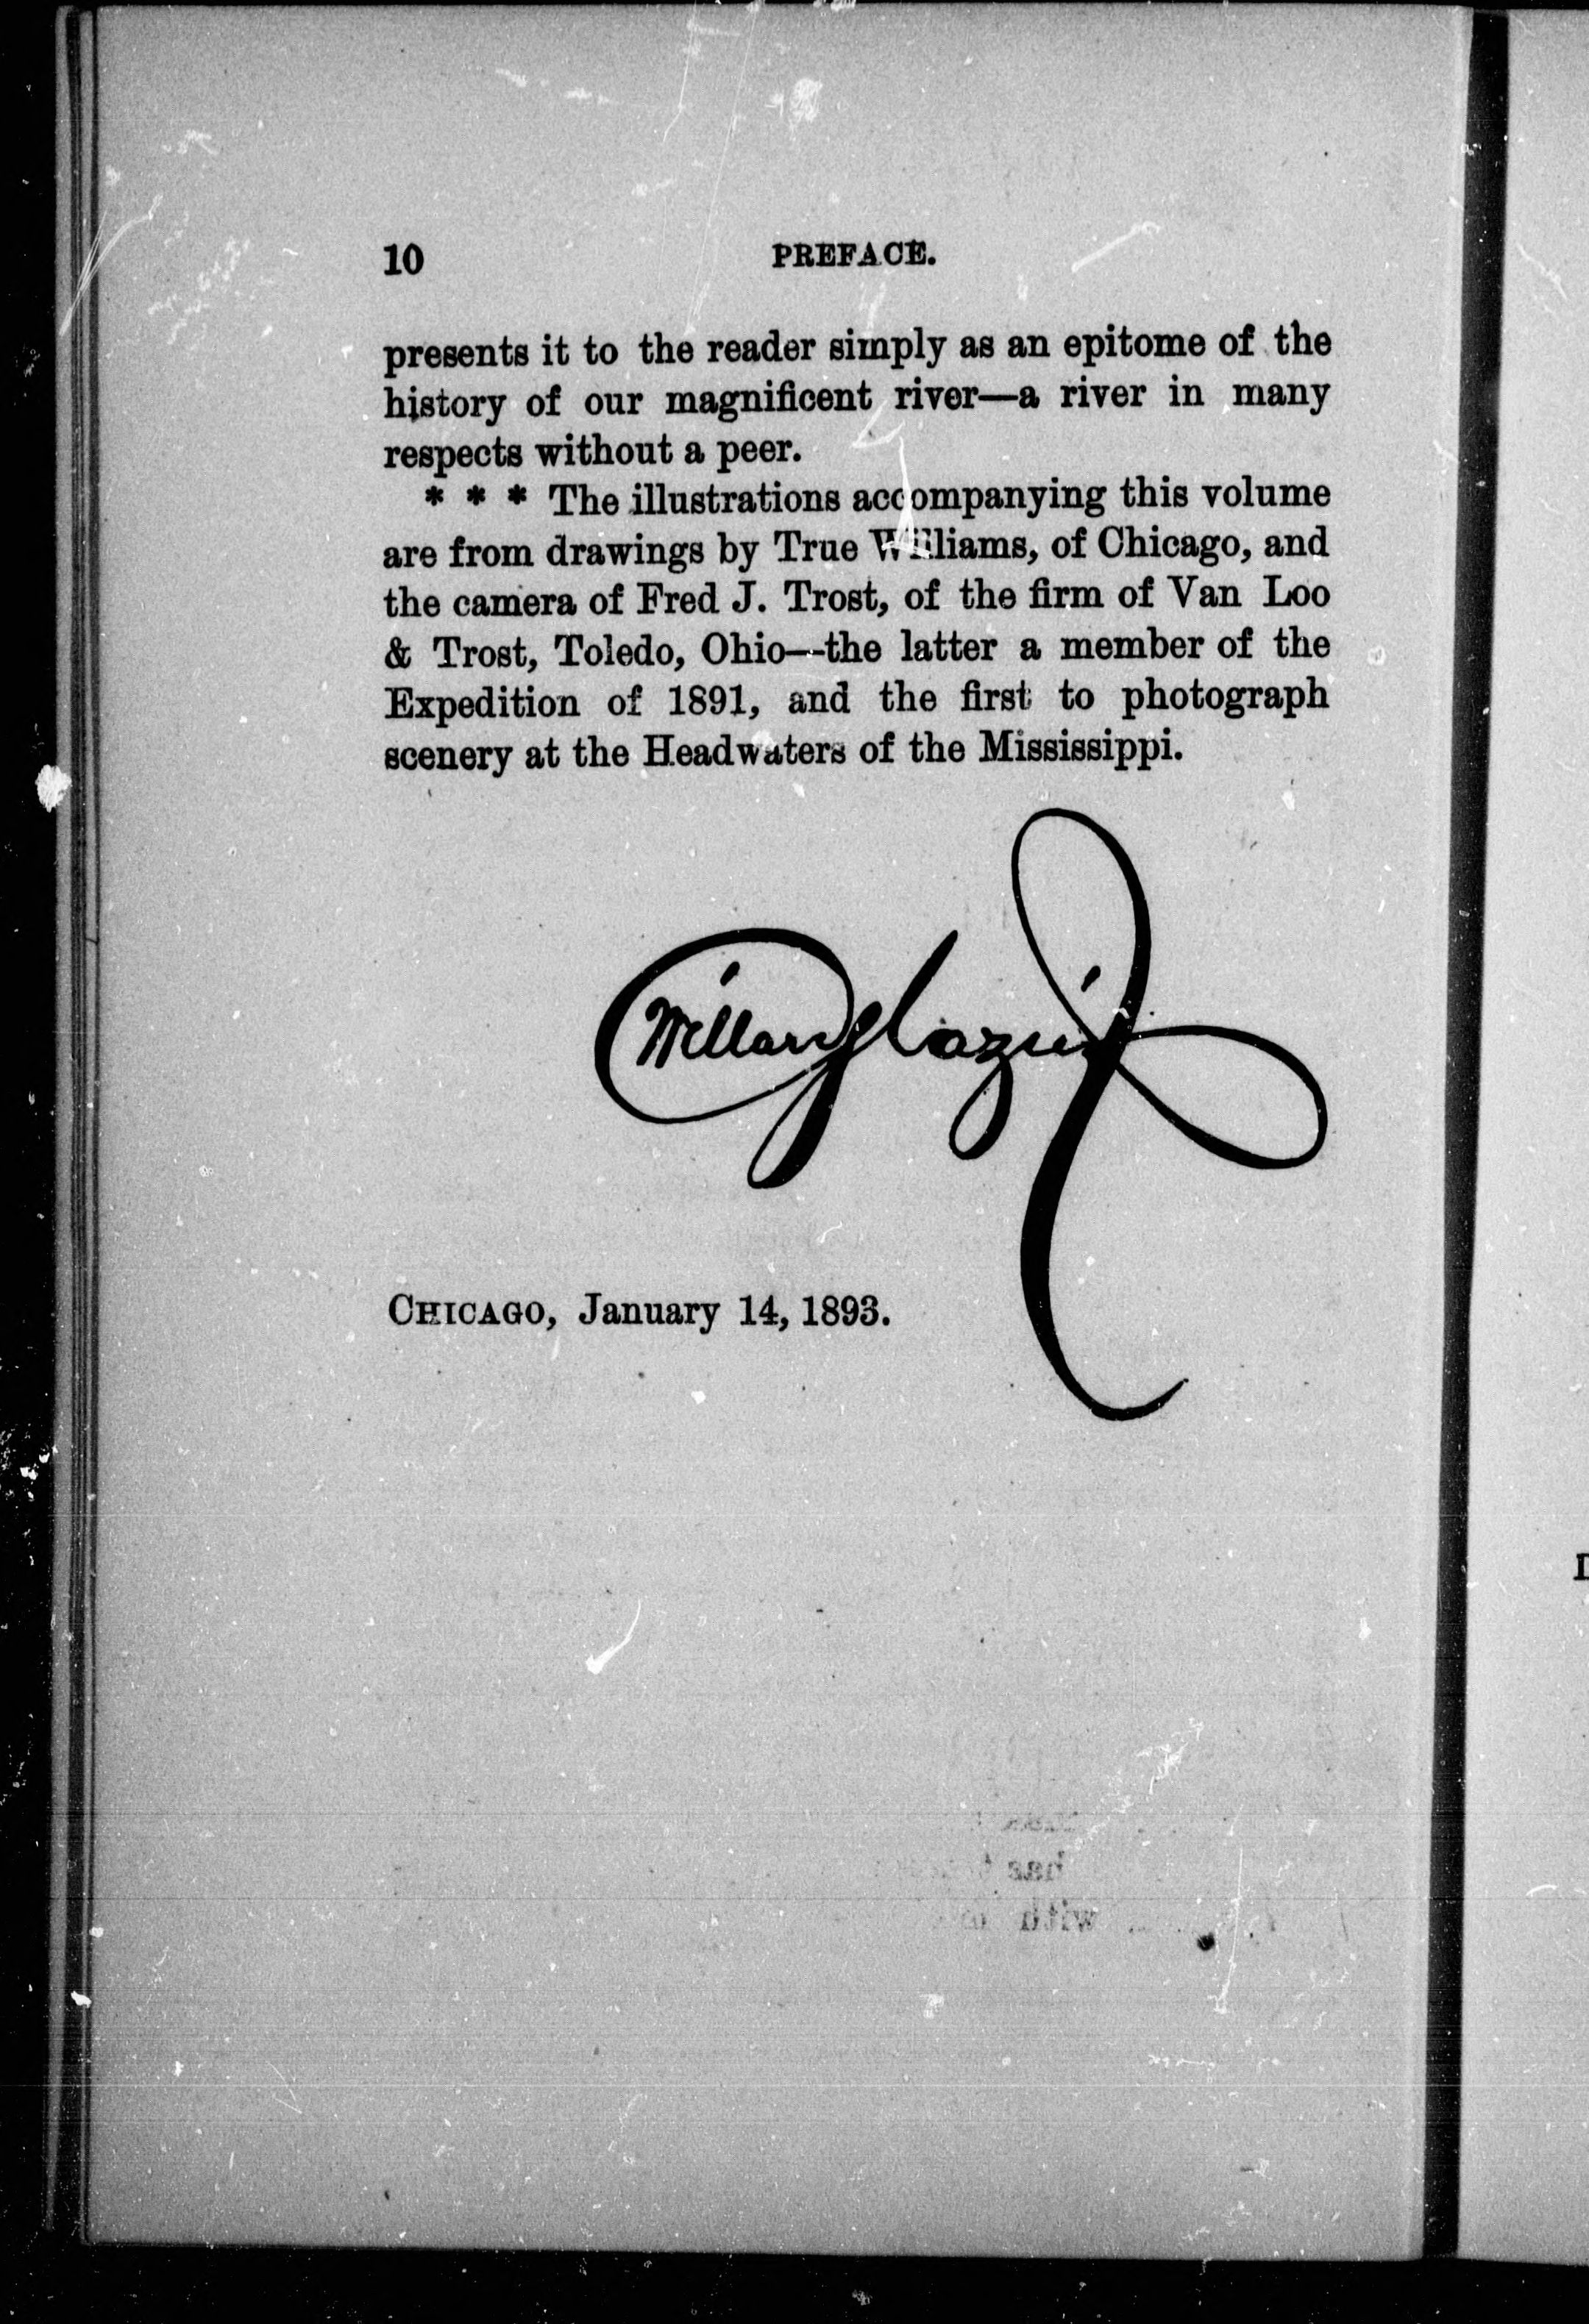 10 PREFACE.
presents it to the reader simply as an epitome of the
history of our magnificent river—a river in many
respects without a peer.
* * * The illustrations accompanying this volume
are from drawings by True Williams, of Chicago, and
the camera of Fred J. Trost, of the firm of Van Loo
& Trost, Toledo, Ohio—the latter a member of the
Expedition of 1891, and the first to photograph
scenery at the Headwaters of the Mississippi.
Willard Glazier
CHICAGO, January 14, 1893.